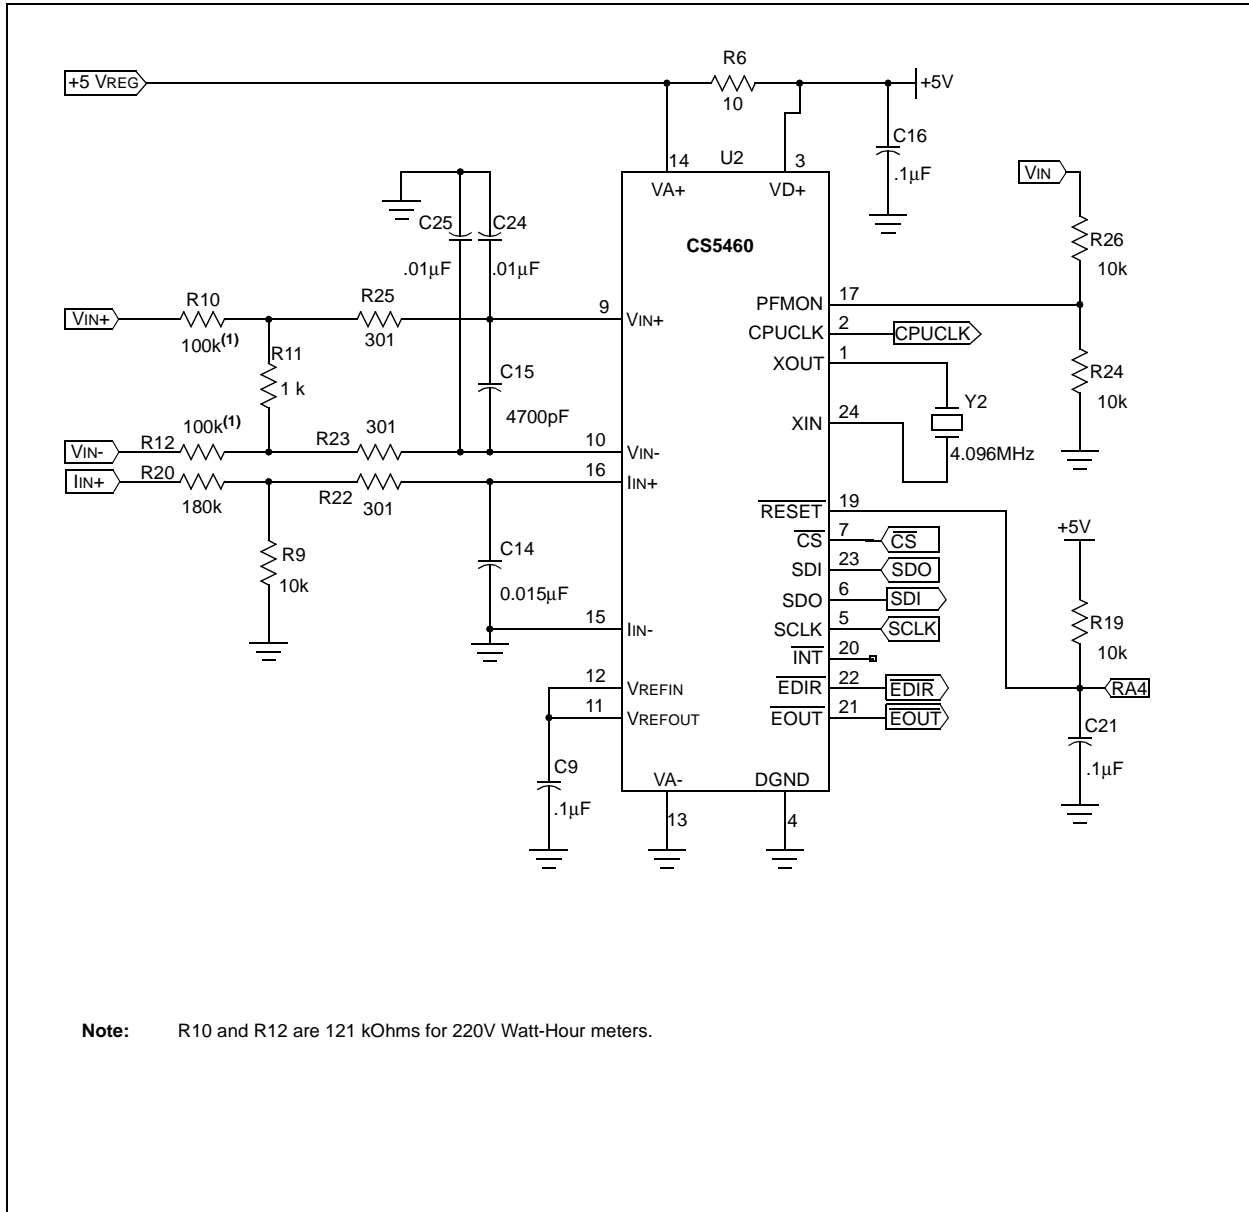 R6
+5 VREG
+5V
10
C16
U2
14
3
.1µF
VIN
VA+
VD+
C25
C24
R26
CS5460
.01µF
.01µF
10k
R10
R25
9
PFMON
17
VIN+
VIN+
CPUCLK
2
CPUCLK
100k(1)
301
R11
1
XOUT
C15
R24
1 k
Y2
10k
100k(1)
4700pF
24
301
XIN
R12
R23
10
VIN-
VIN-
4.096MHz
16
IIN+
R20
IIN+
180k
R22
301
19
RESET
+5V
7
CS
CS
R9
C14
23
SDI
SDO
10k
0.015µF
6
SDO
SDI
15
5
R19
IIN-
SCLK
SCLK
20
10k
INT
12
22
VREFIN
EDIR
EDIR
RA4
11
21
VREFOUT
EOUT
EOUT
C21
C9
.1µF
VA-
DGND
.1µF
13
4
Note: R10 and R12 are 121 kOhms for 220V Watt-Hour meters.